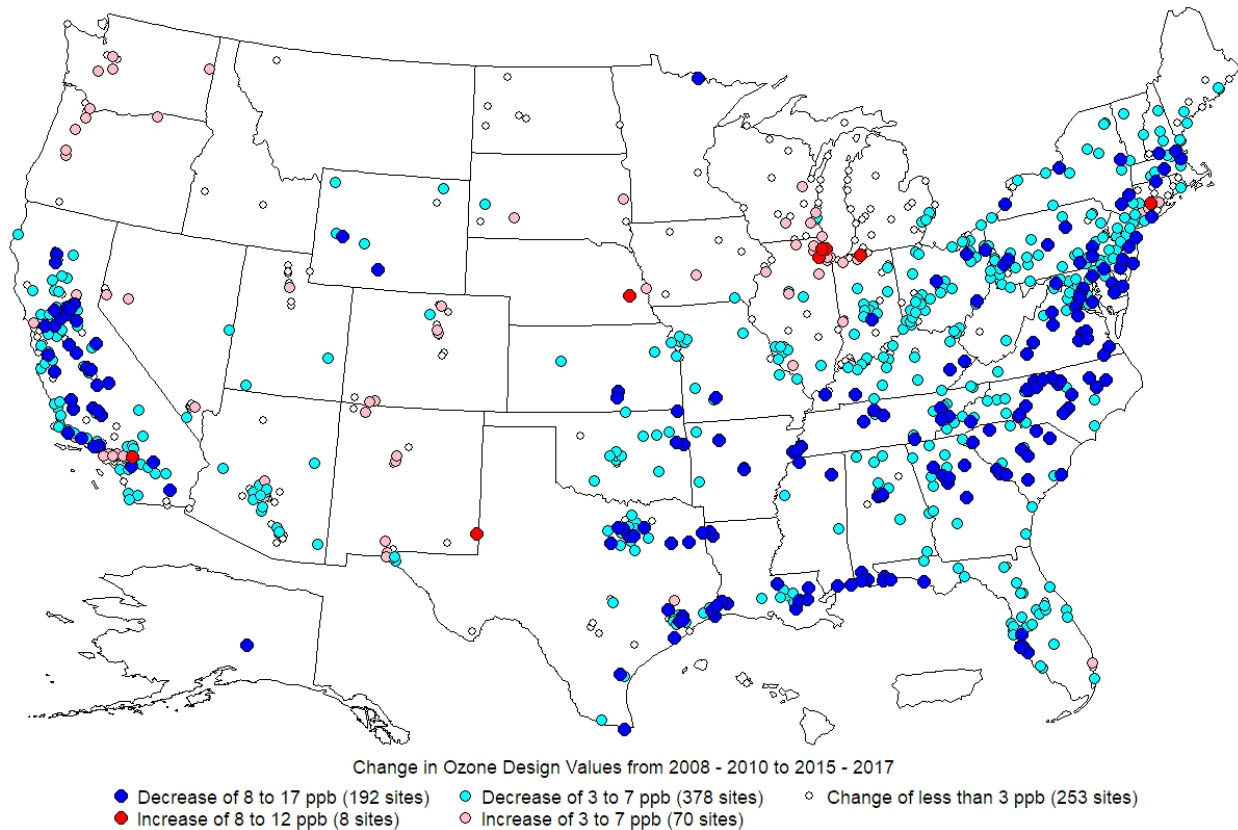 Change in Ozone Design Values from 2008 - 2010 to 2015 - 2017
Decrease of 8 to 17 ppb (192 sites) Decrease of 3 to 7 ppb (378 sites) Change of less than 3 ppb (253 sites)
Increase of 8 to 12 ppb (8 sites) Increase of 3 to 7 ppb (70 sites)